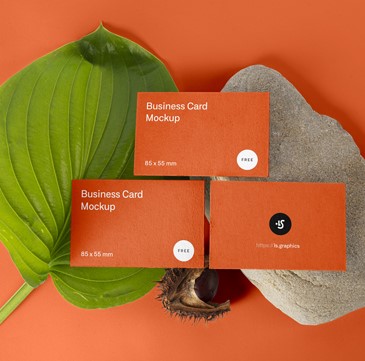 Business Card
Mockup
85 x 55 mm
FREE
Business Card
Mockup
85 x 55 mm
FREE
https:// ls.graphics